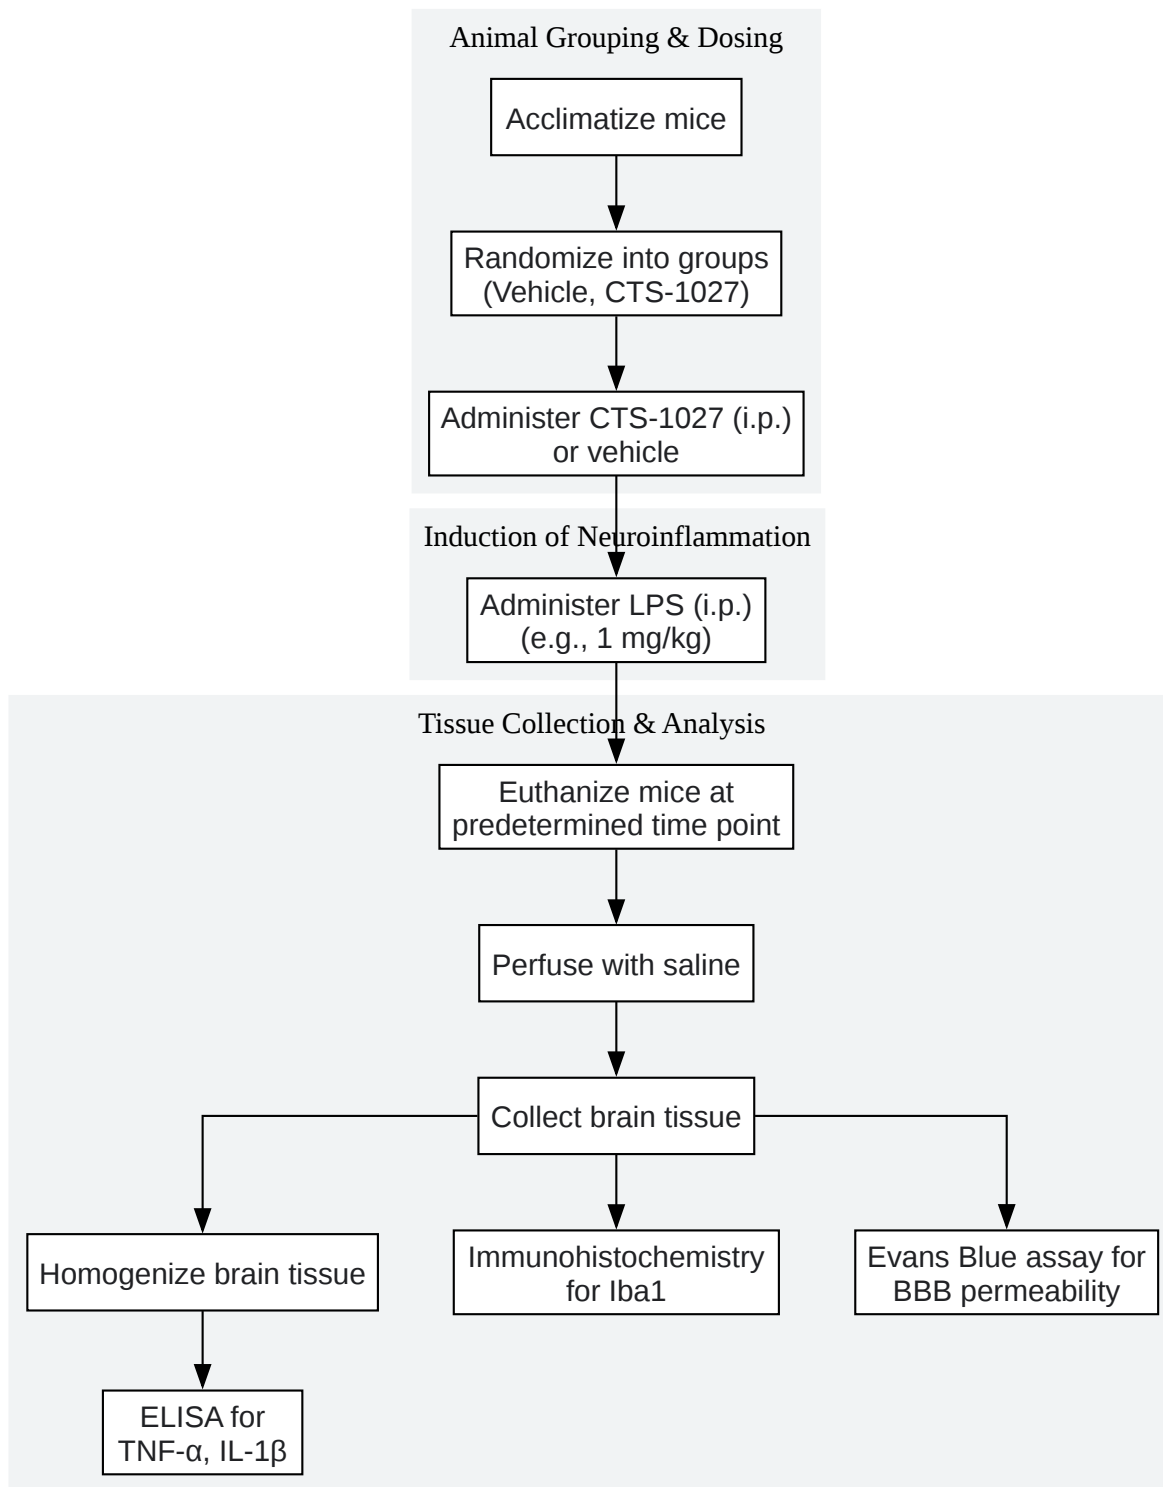 Animal Grouping & Dosing
Acclimatize mice
Randomize into groups
(Vehicle, CTS-1027)
Administer CTS-1027 (i.p.)
or vehicle
Induction of Neuroinflammation
Administer LPS (i.p.)
(e.g., 1 mg/kg)
Tissue Collection & Analysis
Euthanize mice at
predetermined time point
Perfuse with saline
Collect brain tissue
Homogenize brain tissue
Immunohistochemistry
for Iba1
Evans Blue assay for
BBB permeability
ELISA for
TNF-α, IL-1β